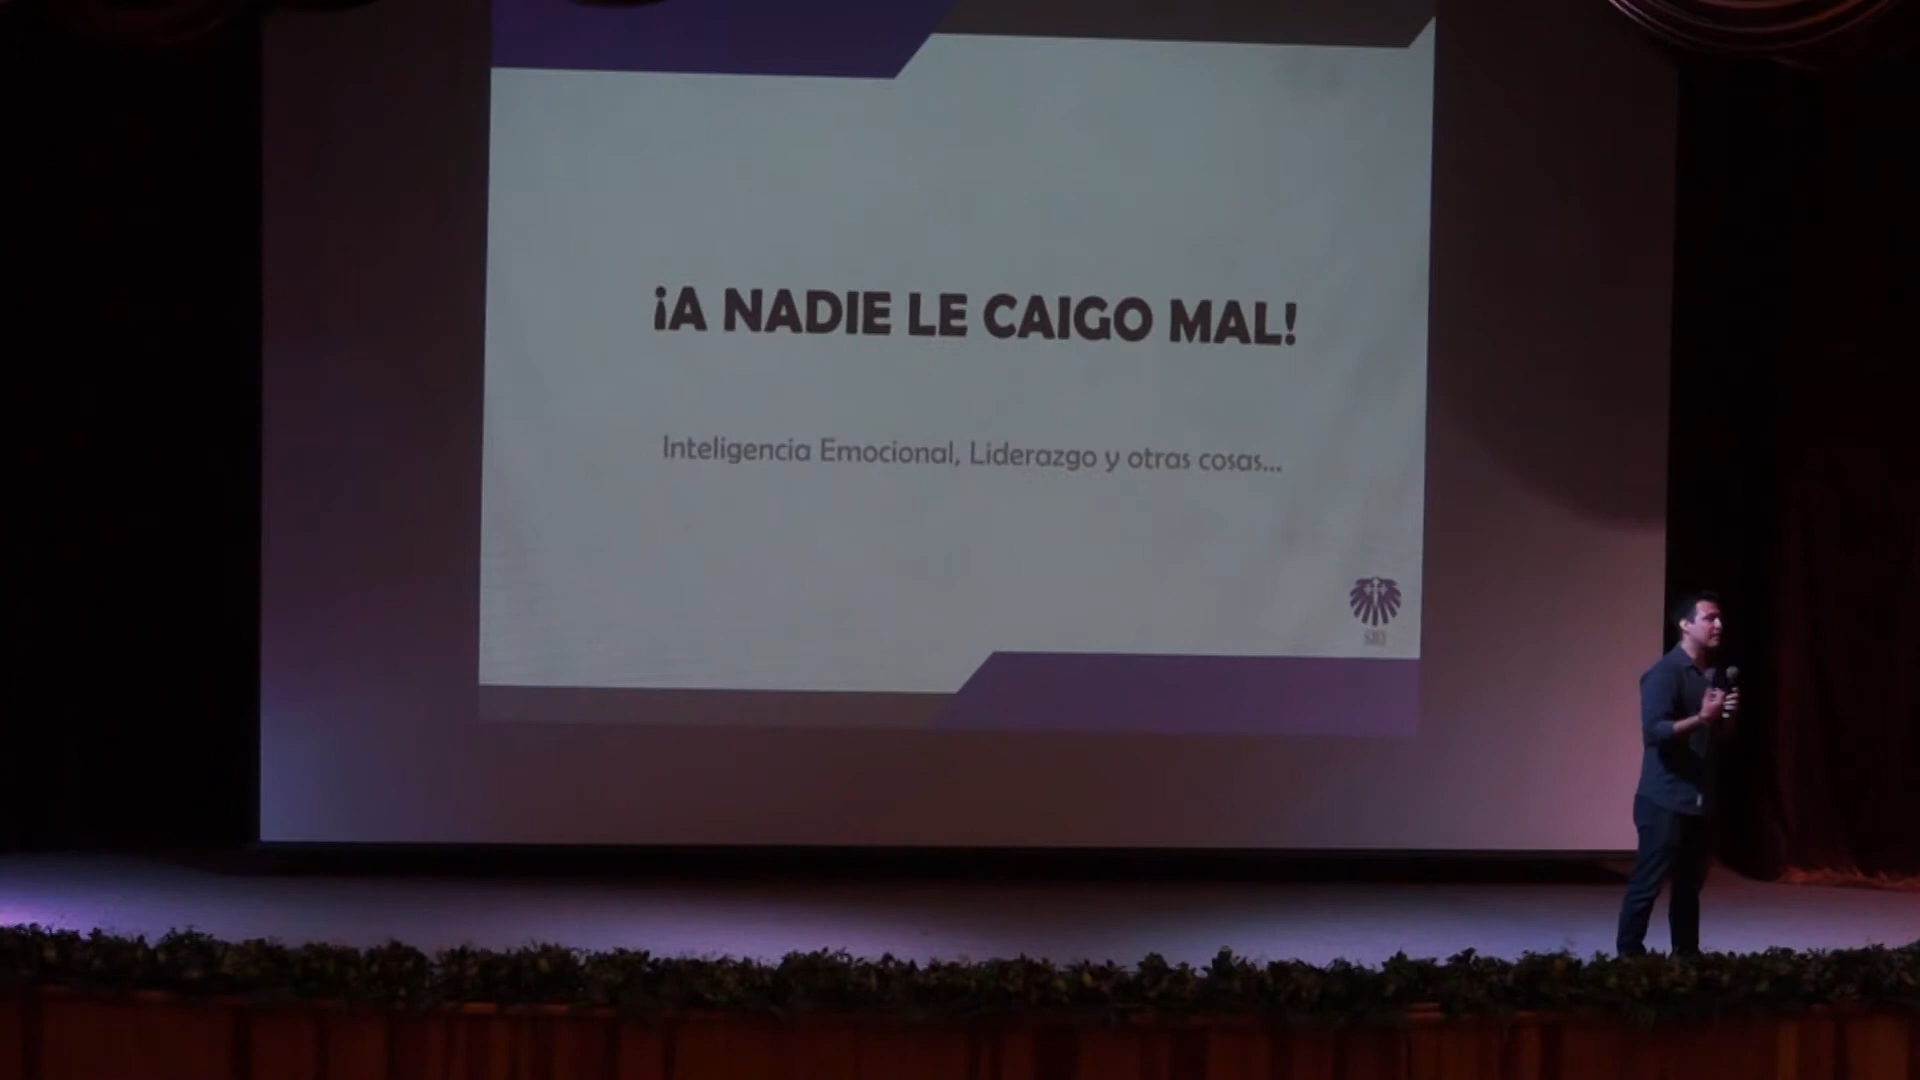 ¡A NADIE LE CAIGO MAL!
Inteligencia Emocional, Liderazgo y otras cosas...